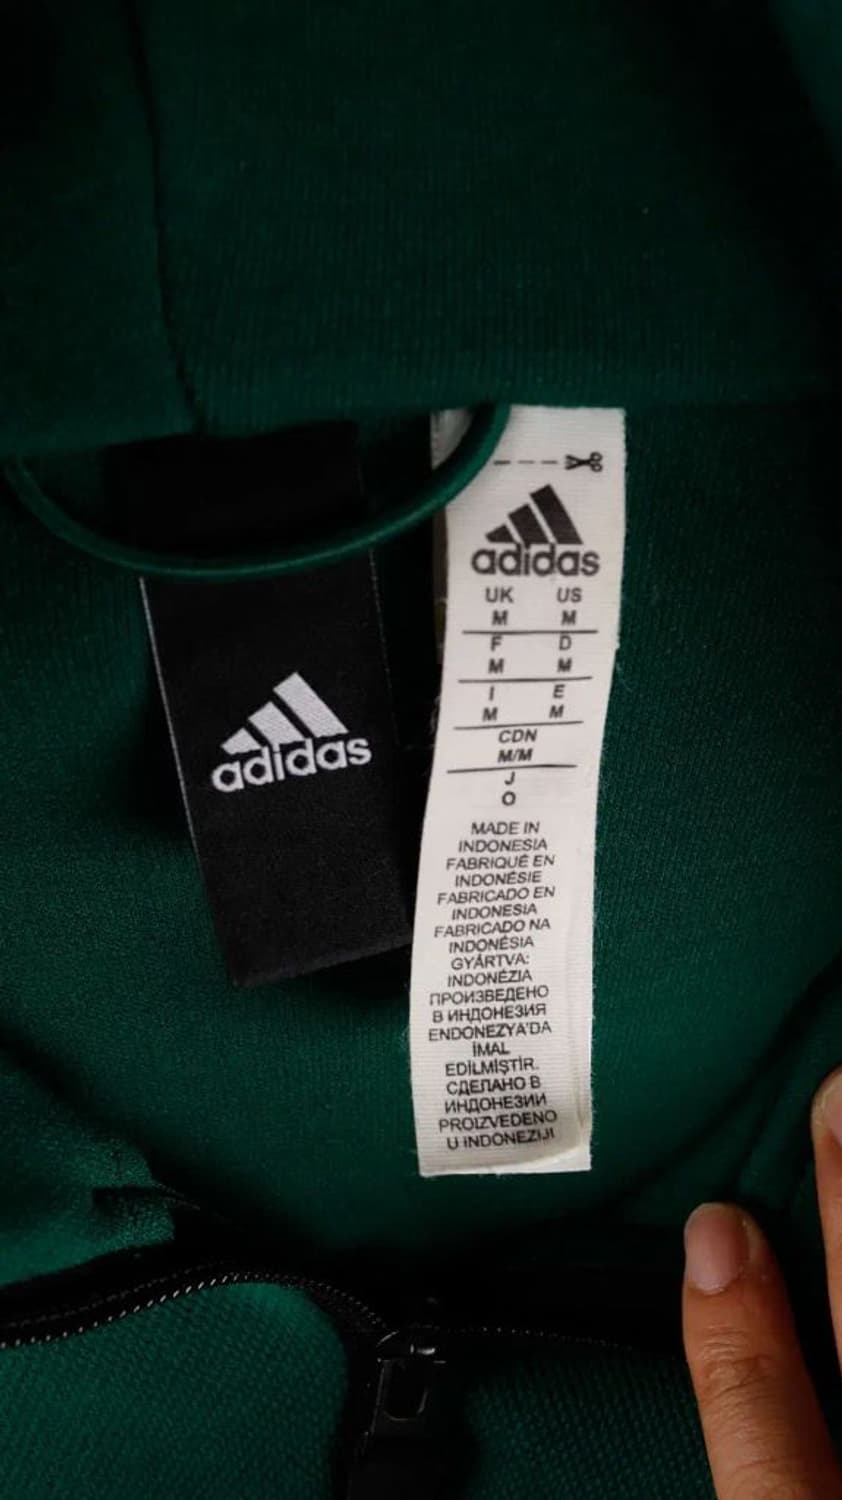 adidas
adidas
UK US
M M
F D
M M
I E
M M
CDN
M/M
J
O
MADE IN
INDONESIA
FABRIQUÉ EN
INDONÉSIE
FABRICADO EN
INDONESIA
FABRICADO NA
INDONÉSIA
GYÁRTVA:
INDONÉZIA
ПРОИЗВЕДЕНО
В ИНДОНЕЗИЯ
ENDONEZYA'DA
İMAL
EDİLMİŞTİR.
СДЕЛАНО В
ИНДОНЕЗИИ
PROIZVEDENO
U INDONEZIJI